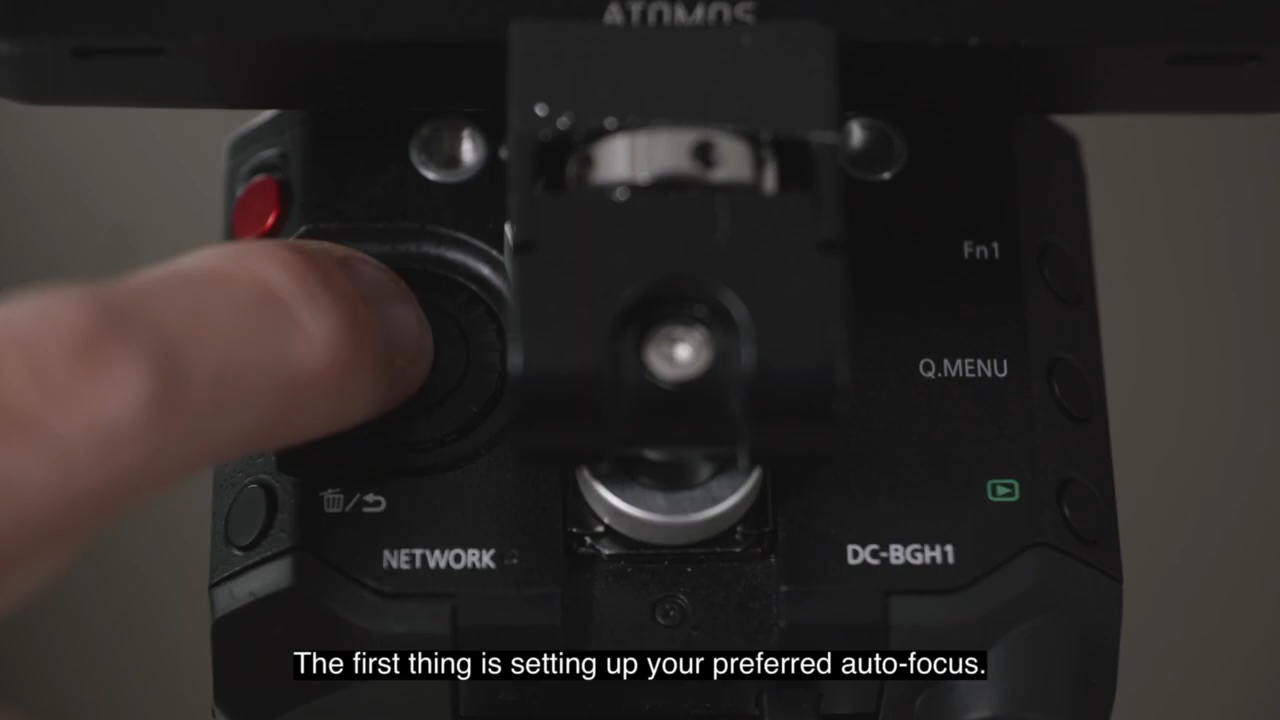 ATOMOS
Fn1
Q.MENU
NETWORK
DC-BGH1
The first thing is setting up your preferred auto-focus.